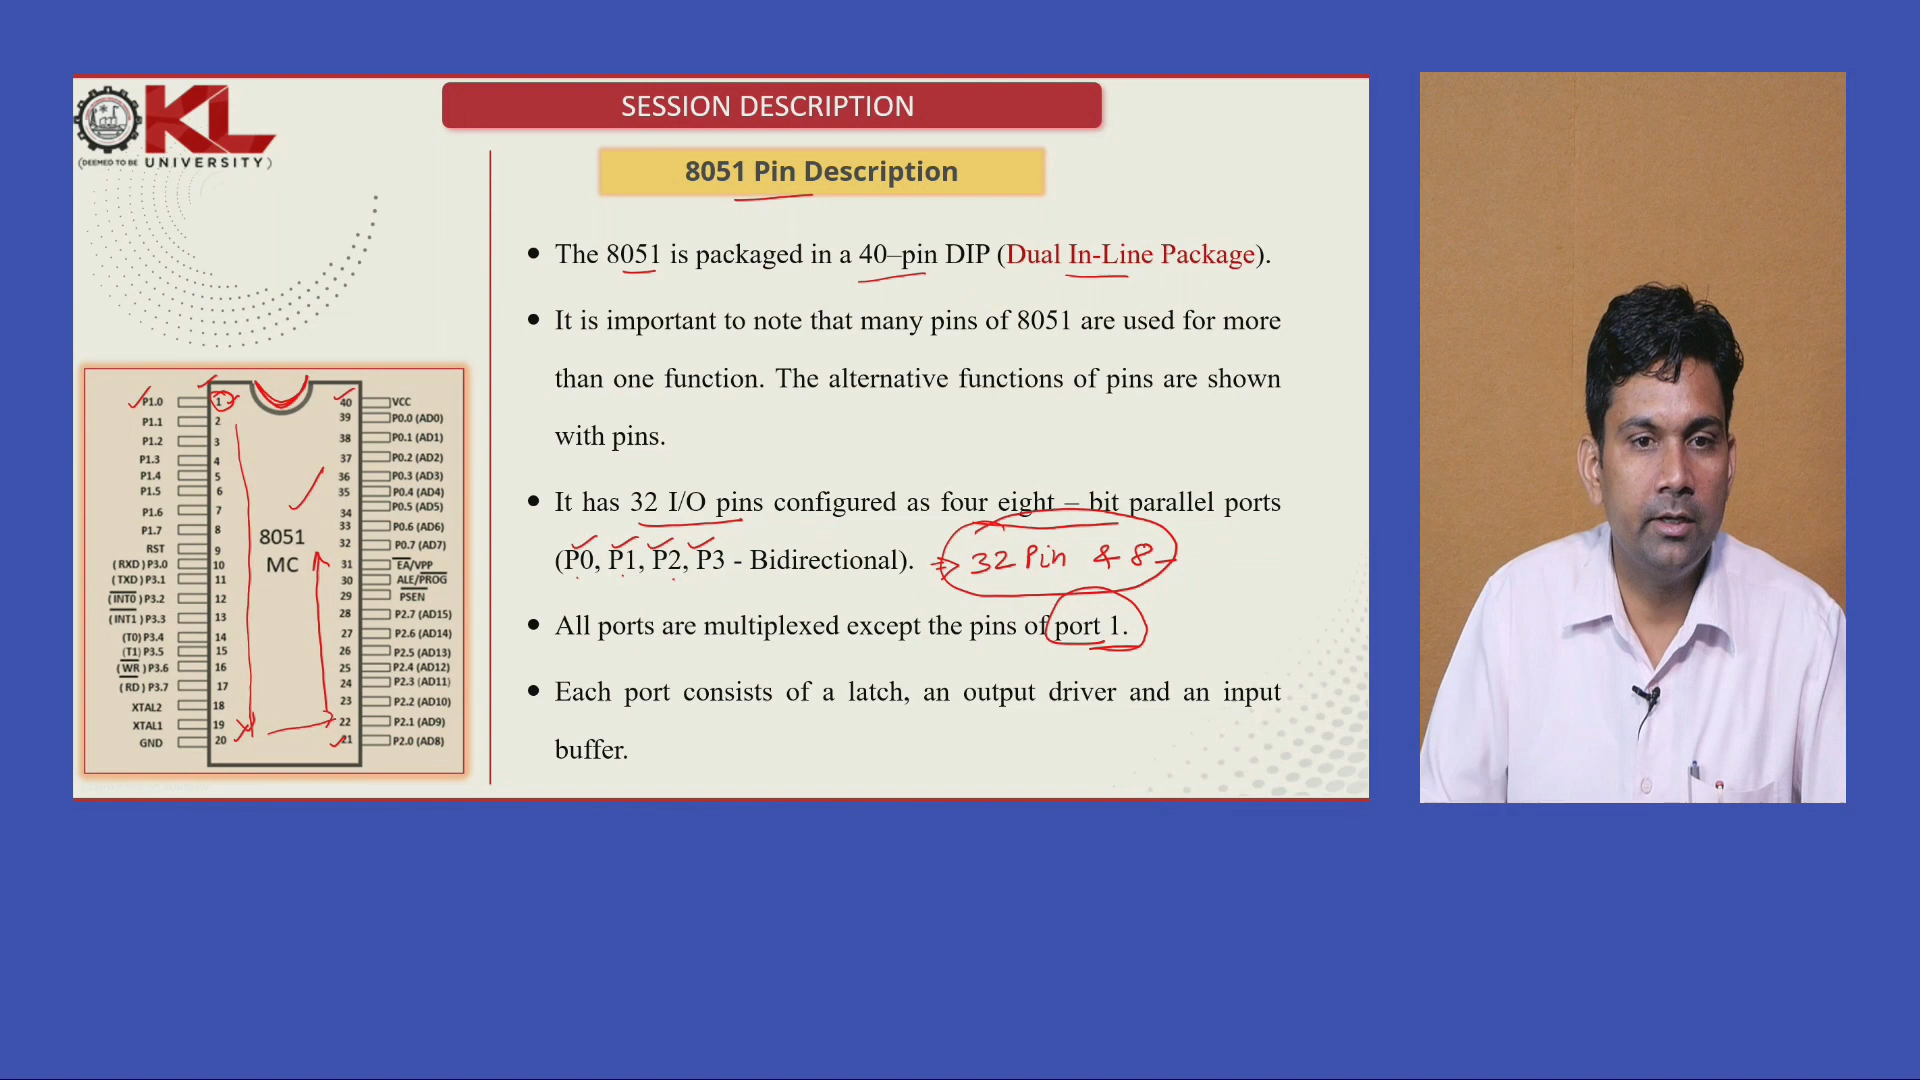 KL
(DEEMED TO BE UNIVERSITY)
SESSION DESCRIPTION
8051 Pin Description
• The 8051 is packaged in a 40–pin DIP (Dual In-Line Package).
• It is important to note that many pins of 8051 are used for more
than one function. The alternative functions of pins are shown
with pins.
• It has 32 I/O pins configured as four eight – bit parallel ports
(P0, P1, P2, P3 - Bidirectional). ⇒ 32 Pin & 8
• All ports are multiplexed except the pins of port 1.
• Each port consists of a latch, an output driver and an input
buffer.
P1.0 1 40 VCC
P1.1 2 39 P0.0 (AD0)
P1.2 3 38 P0.1 (AD1)
P1.3 4 37 P0.2 (AD2)
P1.4 5 36 P0.3 (AD3)
P1.5 6 35 P0.4 (AD4)
P1.6 7 34 P0.5 (AD5)
P1.7 8 33 P0.6 (AD6)
RST 9 32 P0.7 (AD7)
(RXD) P3.0 10 31 EA/VPP
(TXD) P3.1 11 30 ALE/PROG
(INT0) P3.2 12 29 PSEN
(INT1) P3.3 13 28 P2.7 (AD15)
(T0) P3.4 14 27 P2.6 (AD14)
(T1) P3.5 15 26 P2.5 (AD13)
(WR) P3.6 16 25 P2.4 (AD12)
(RD) P3.7 17 24 P2.3 (AD11)
XTAL2 18 23 P2.2 (AD10)
XTAL1 19 22 P2.1 (AD9)
GND 20 21 P2.0 (AD8)
8051
MC